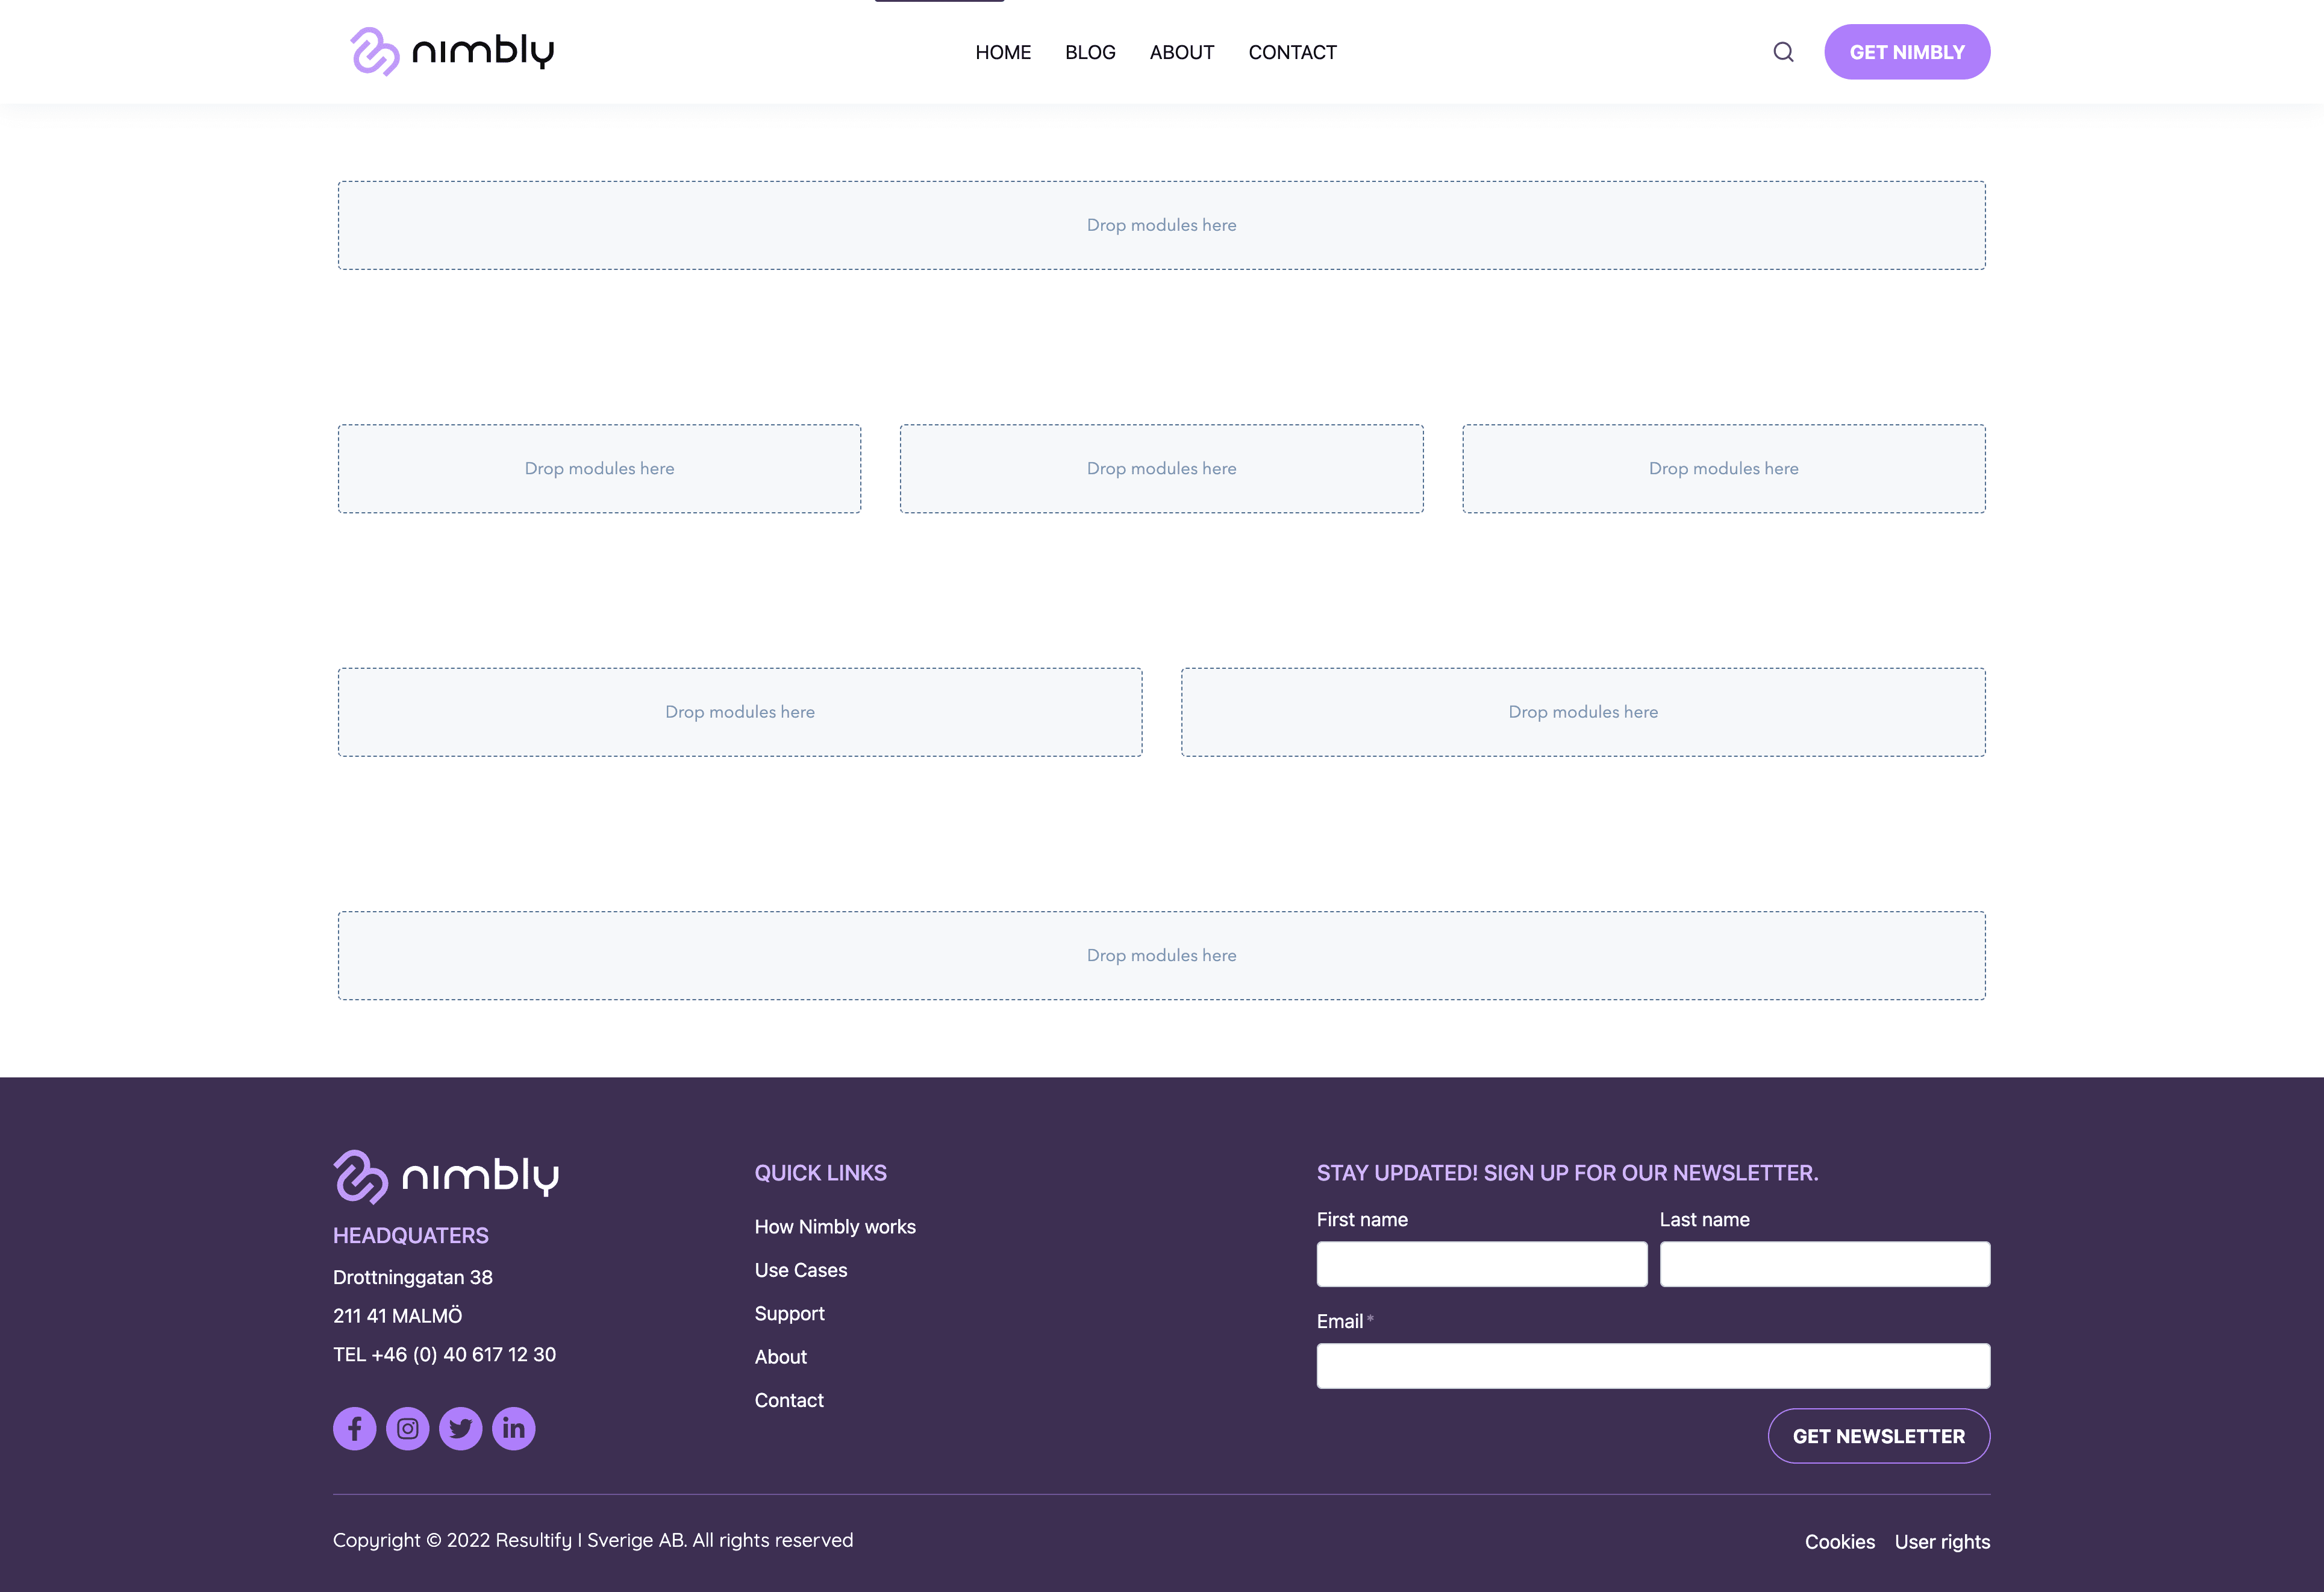 nimbly
HOME BLOG ABOUT CONTACT
GET NIMBLY
Drop modules here
Drop modules here
Drop modules here
Drop modules here
Drop modules here
Drop modules here
Drop modules here
nimbly
HEADQUATERS
Drottninggatan 38
211 41 MALMÖ
TEL +46 (0) 40 617 12 30
QUICK LINKS
How Nimbly works
Use Cases
Support
About
Contact
STAY UPDATED! SIGN UP FOR OUR NEWSLETTER.
First name
Last name
Email*
GET NEWSLETTER
Copyright © 2022 Resultify I Sverige AB. All rights reserved
Cookies User rights